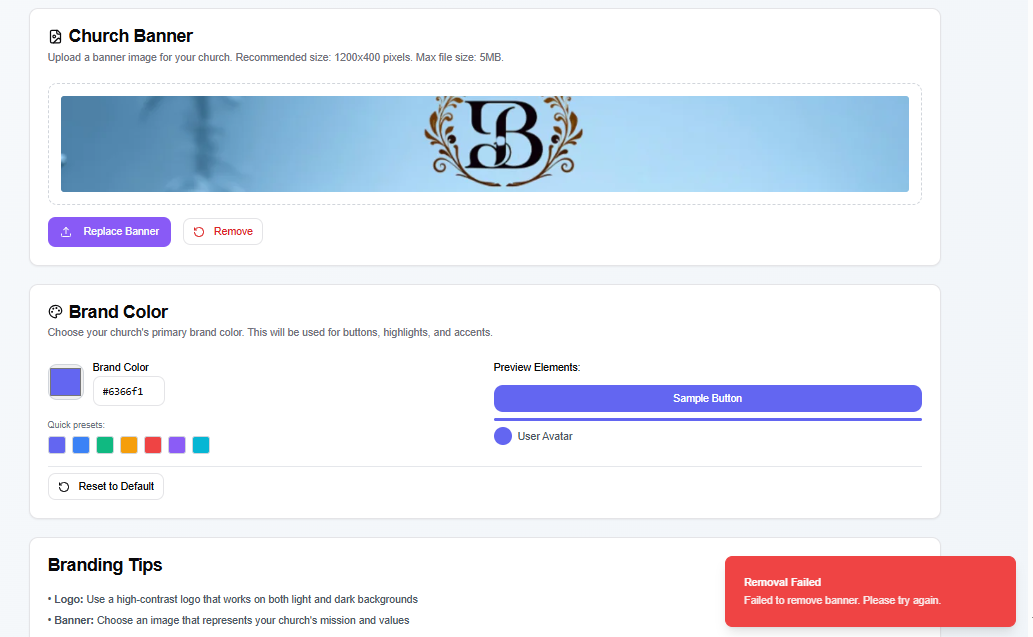 Church Banner
Upload a banner image for your church. Recommended size: 1200x400 pixels. Max file size: 5MB.
Replace Banner
Remove
Brand Color
Choose your church's primary brand color. This will be used for buttons, highlights, and accents.
Brand Color
#6366f1
Quick presets:
Preview Elements:
Sample Button
User Avatar
Reset to Default
Branding Tips
• Logo: Use a high-contrast logo that works on both light and dark backgrounds
• Banner: Choose an image that represents your church's mission and values
Removal Failed
Failed to remove banner. Please try again.